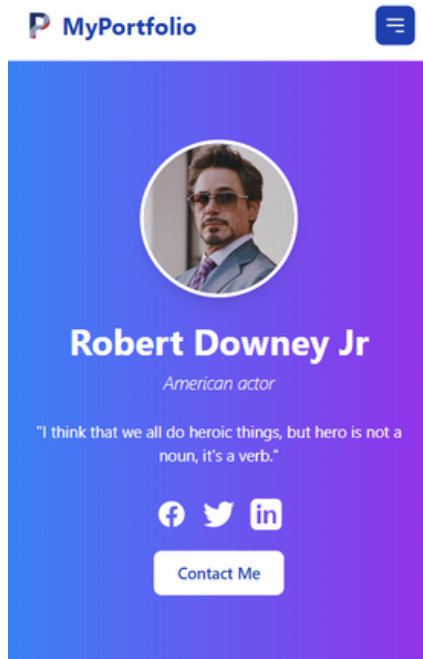 MyPortfolio
Robert Downey Jr
American actor
"I think that we all do heroic things, but hero is not a
noun, it's a verb."
in
Contact Me